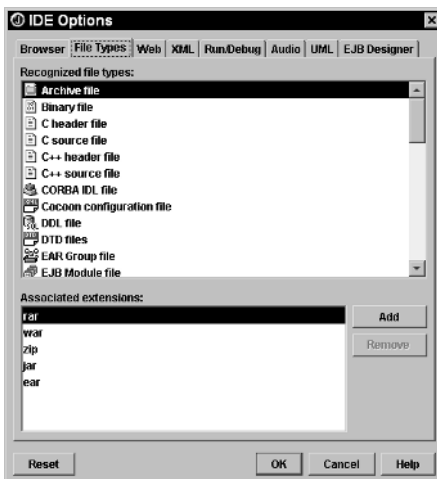 IDE Options
Browser File Types Web XML Run/Debug Audio UML EJB Designer
Recognized file types:
Archive file
Binary file
C header file
C source file
C++ header file
C++ source file
CORBA IDL file
Cocoon configuration file
DDL file
DTD files
EAR Group file
EJB Module file
Associated extensions:
rar
war
zip
jar
ear
Add
Remove
Reset OK Cancel Help